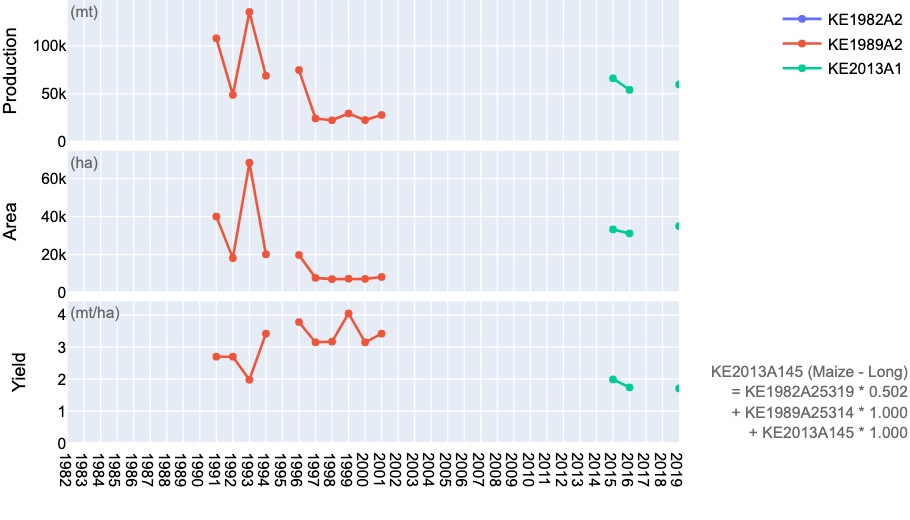 (mt)
Production
100k
50k
0
(ha)
Area
60k
40k
20k
0
(mt/ha)
Yield
4
3
2
1
0
1982
1983
1984
1985
1986
1987
1988
1989
1990
1991
1992
1993
1994
1995
1996
1997
1998
1999
2000
2001
2002
2003
2004
2005
2006
2007
2008
2009
2010
2011
2012
2013
2014
2015
2016
2017
2018
2019
KE1982A2
KE1989A2
KE2013A1
KE2013A145 (Maize - Long)
= KE1982A25319 * 0.502
+ KE1989A25314 * 1.000
+ KE2013A145 * 1.000